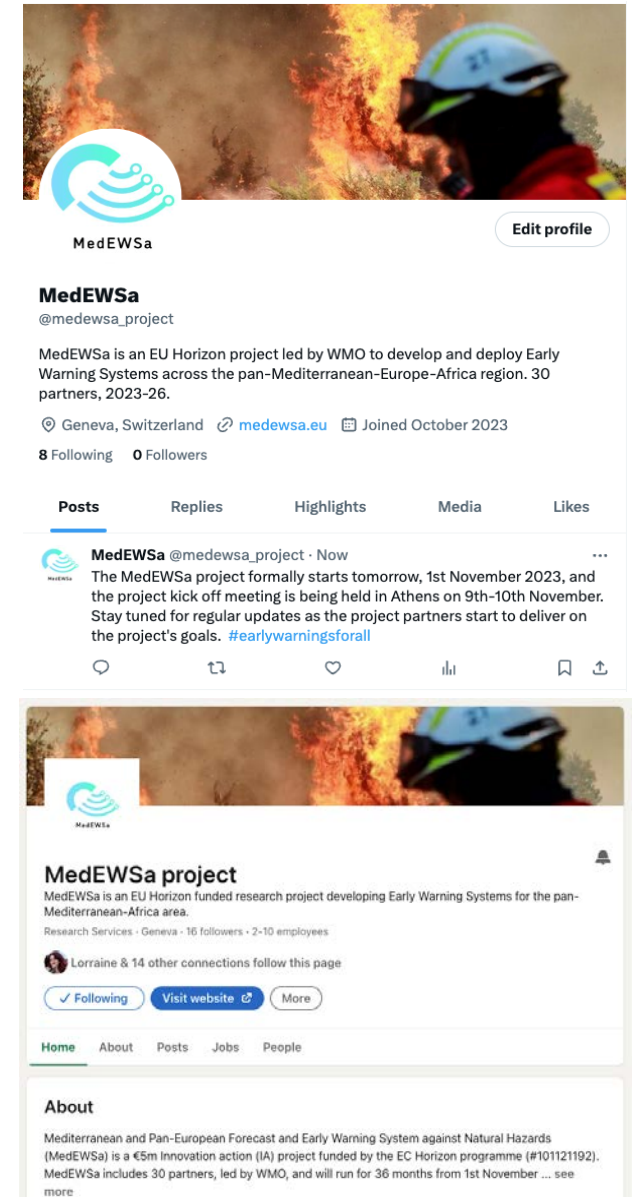 27
MedEWSa
Edit profile
MedEWSa
@medewsa_project
MedEWSa is an EU Horizon project led by WMO to develop and deploy Early
Warning Systems across the pan-Mediterranean-Europe-Africa region. 30
partners, 2023-26.
Geneva, Switzerland medewsa.eu Joined October 2023
8 Following 0 Followers
Posts Replies Highlights Media Likes
MedEWSa @medewsa_project · Now
MedEWSa
The MedEWSa project formally starts tomorrow, 1st November 2023, and
the project kick off meeting is being held in Athens on 9th-10th November.
Stay tuned for regular updates as the project partners start to deliver on
the project's goals. #earlywarningsforall
27
MedEWSa
MedEWSa project
MedEWSa is an EU Horizon funded research project developing Early Warning Systems for the pan-
Mediterranean-Africa area.
Research Services · Geneva · 16 followers · 2-10 employees
Lorraine & 14 other connections follow this page
Following Visit website More
Home About Posts Jobs People
About
Mediterranean and Pan-European Forecast and Early Warning System against Natural Hazards
(MedEWSa) is a €5m Innovation action (IA) project funded by the EC Horizon programme (#101121192).
MedEWSa includes 30 partners, led by WMO, and will run for 36 months from 1st November ... see
more